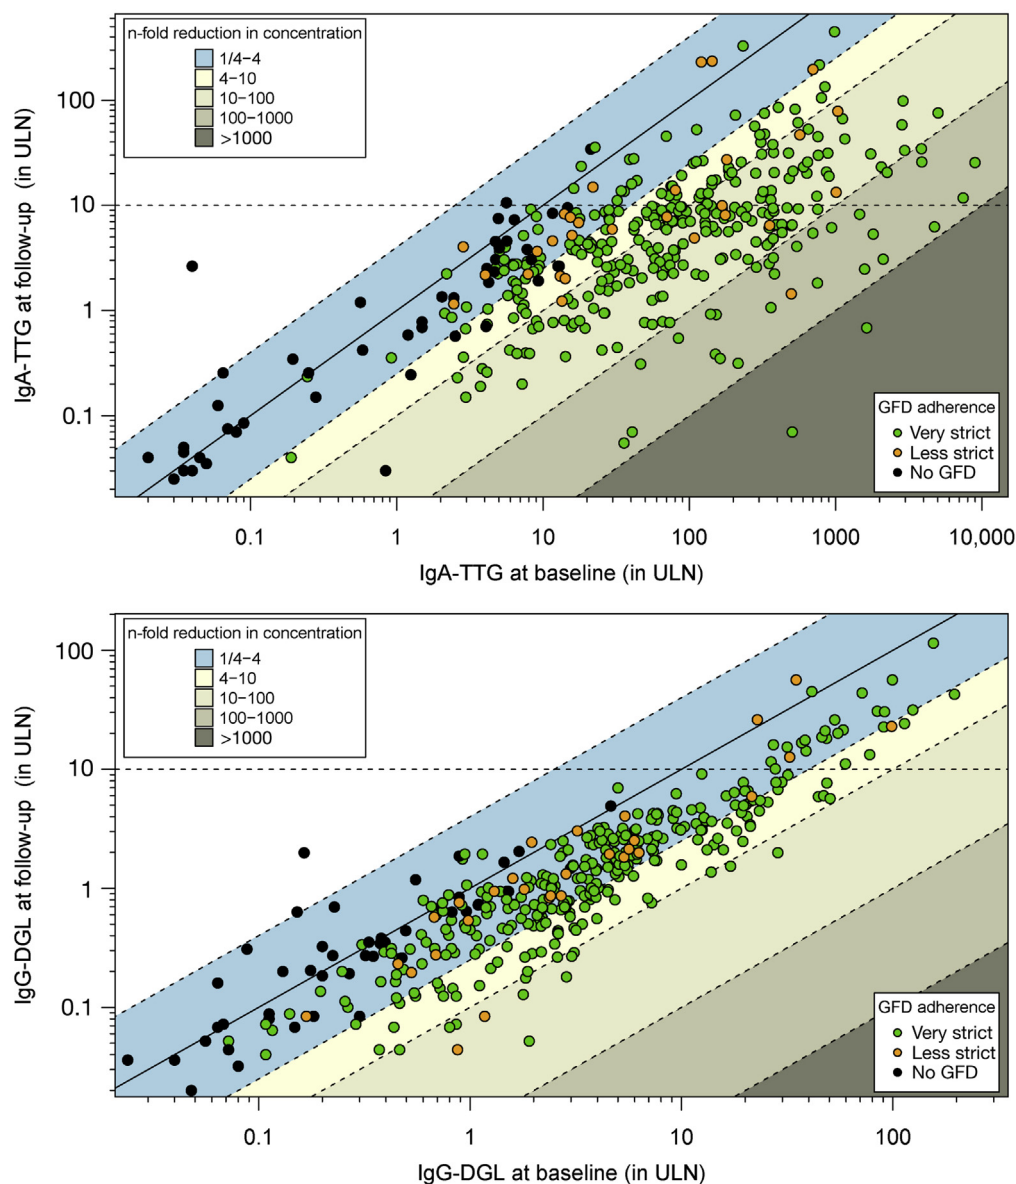 n-fold reduction in concentration
1/4–4
4–10
10–100
100–1000
>1000
100
10
1
0.1
IgA-TTG at follow-up (in ULN)
GFD adherence
Very strict
Less strict
No GFD
0.1 1 10 100 1000 10,000
IgA-TTG at baseline (in ULN)
n-fold reduction in concentration
1/4–4
4–10
10–100
100–1000
>1000
100
10
1
0.1
IgG-DGL at follow-up (in ULN)
GFD adherence
Very strict
Less strict
No GFD
0.1 1 10 100
IgG-DGL at baseline (in ULN)